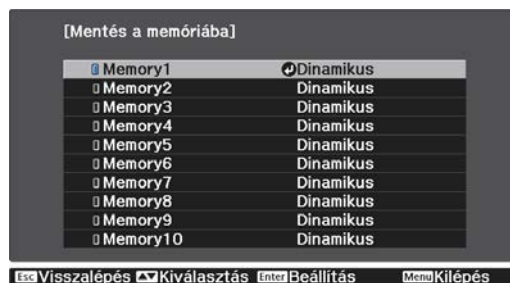 [Mentés a memóriába]
Memory1 Dinamikus
Memory2 Dinamikus
Memory3 Dinamikus
Memory4 Dinamikus
Memory5 Dinamikus
Memory6 Dinamikus
Memory7 Dinamikus
Memory8 Dinamikus
Memory9 Dinamikus
Memory10 Dinamikus
Esc Visszalépés Kiválasztás Enter Beállítás Menu Kilépés